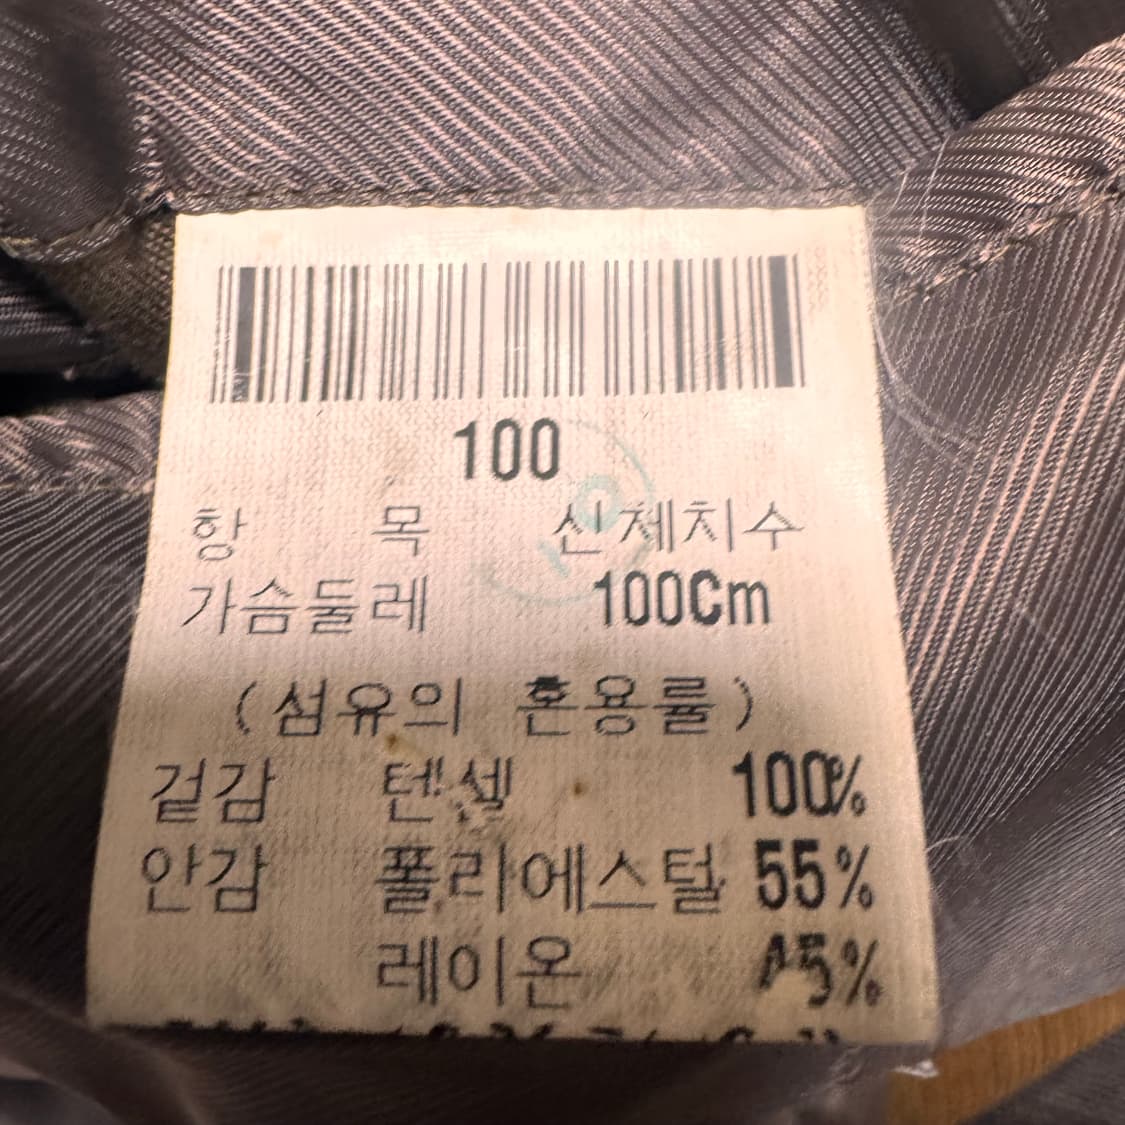 100
항 목 신체치수
가슴둘레 100Cm
(섬유의 혼용률)
겉감 텐셀 100%
안감 폴리에스털 55%
레이온 45%